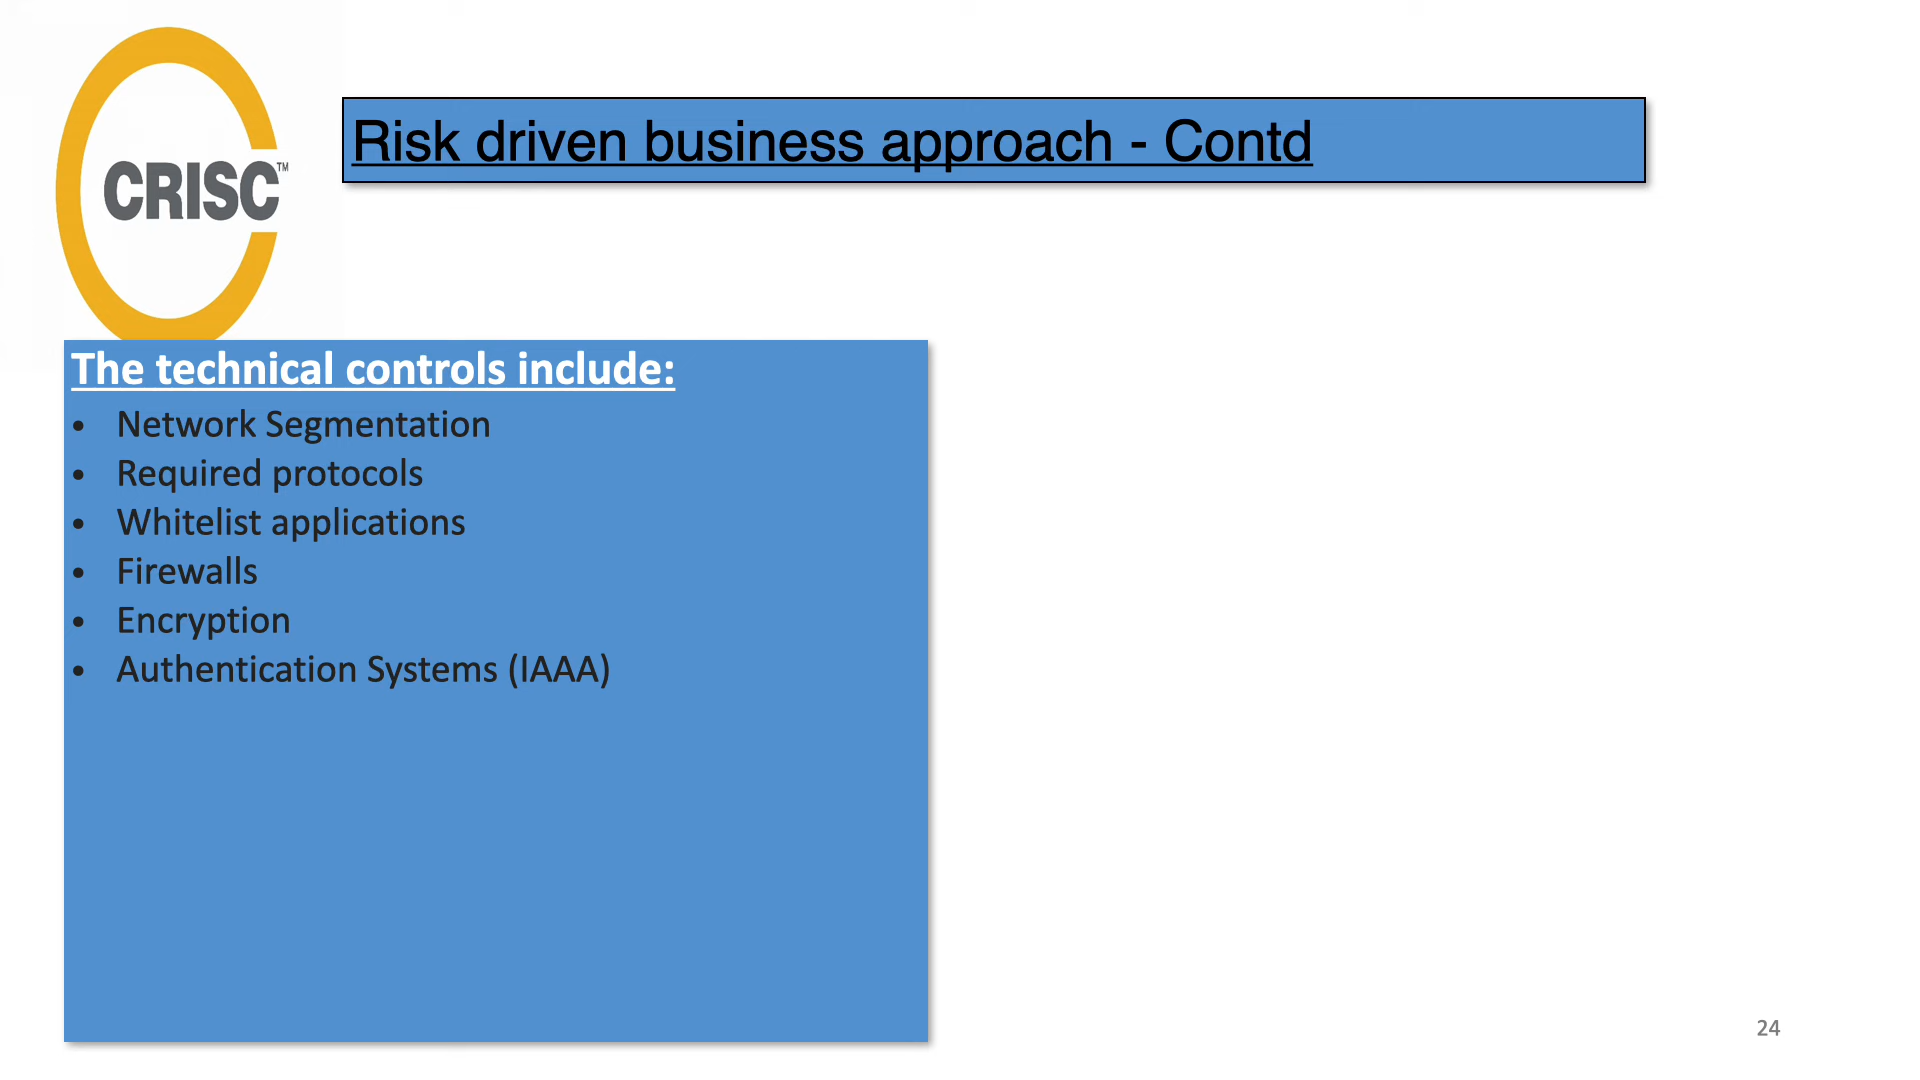 CRISC™
Risk driven business approach - Contd
The technical controls include:
• Network Segmentation
• Required protocols
• Whitelist applications
• Firewalls
• Encryption
• Authentication Systems (IAAA)
24